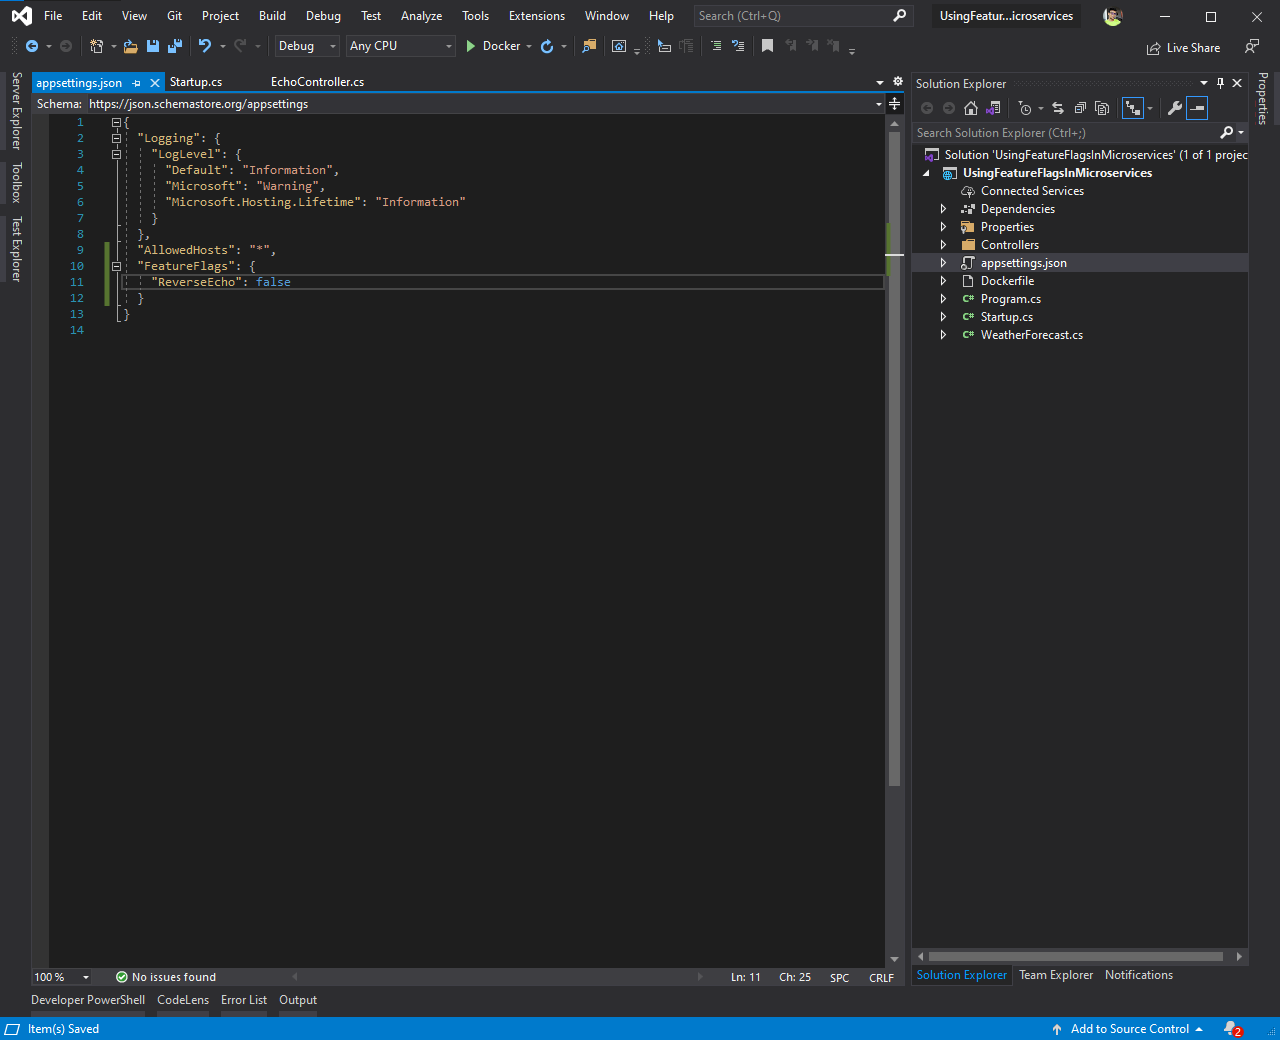 File Edit View Git Project Build Debug Test Analyze Tools Extensions Window Help Search (Ctrl+Q) UsingFeatur...icroservices
Debug Any CPU Docker Live Share
Server Explorer
Toolbox
Test Explorer
appsettings.json Startup.cs EchoController.cs
Schema: https://json.schemastore.org/appsettings
1 {
2 "Logging": {
3 "LogLevel": {
4 "Default": "Information",
5 "Microsoft": "Warning",
6 "Microsoft.Hosting.Lifetime": "Information"
7 }
8 },
9 "AllowedHosts": "*",
10 "FeatureFlags": {
11 "ReverseEcho": false
12 }
13 }
14
100 % No issues found Ln: 11 Ch: 25 SPC CRLF
Solution Explorer
Search Solution Explorer (Ctrl+;)
Solution 'UsingFeatureFlagsInMicroservices' (1 of 1 projec
UsingFeatureFlagsInMicroservices
Connected Services
Dependencies
Properties
Controllers
appsettings.json
Dockerfile
C# Program.cs
C# Startup.cs
C# WeatherForecast.cs
Solution Explorer Team Explorer Notifications
Properties
Developer PowerShell CodeLens Error List Output
Item(s) Saved Add to Source Control 2